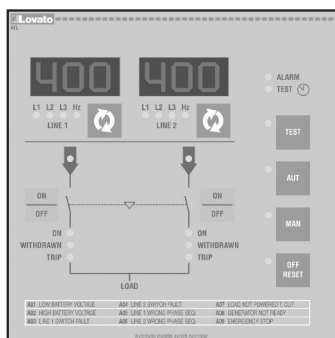 Lovato
ATL
400 400
ALARM
TEST
L1 L2 L3 Hz L1 L2 L3 Hz
LINE 1 LINE 2
TEST
AUT
ON ON
OFF OFF
MAN
ON ON
WITHDRAWN WITHDRAWN
TRIP TRIP
OFF
RESET
LOAD
A01 LOW BATTERY VOLTAGE A04 LINE 2 SWITCH FAULT A07 LOAD NOT POWERED T. OUT
A02 HIGH BATTERY VOLTAGE A05 LINE 1 WRONG PHASE SEQ. A08 GENERATOR NOT READY
A03 LINE 1 SWITCH FAULT A06 LINE 2 WRONG PHASE SEQ. A09 EMERGENCY STOP
Automatic transfer switch controller